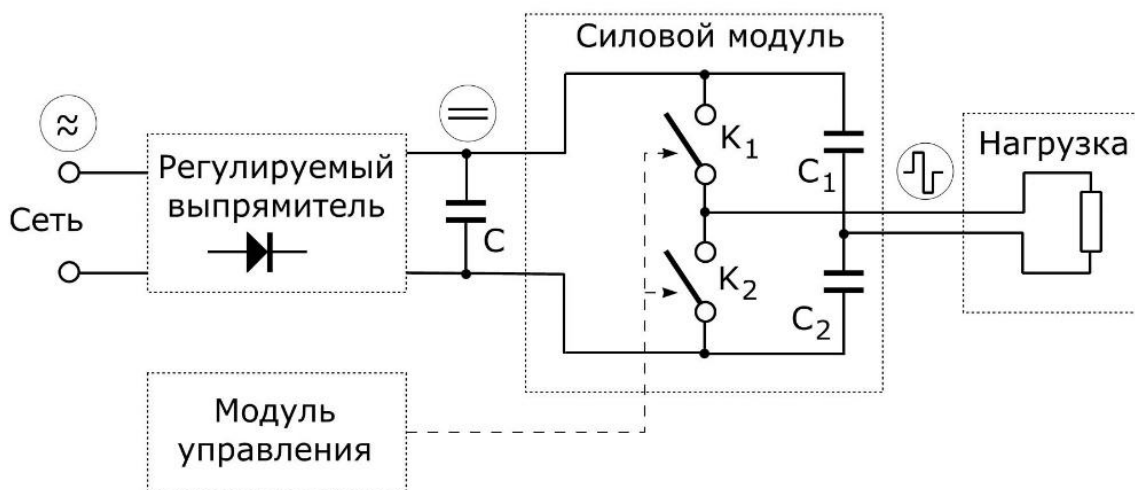 Силовой модуль
≈
=
Регулируемый
выпрямитель
Сеть
C
K1
K2
C1
C2
Нагрузка
Модуль
управления